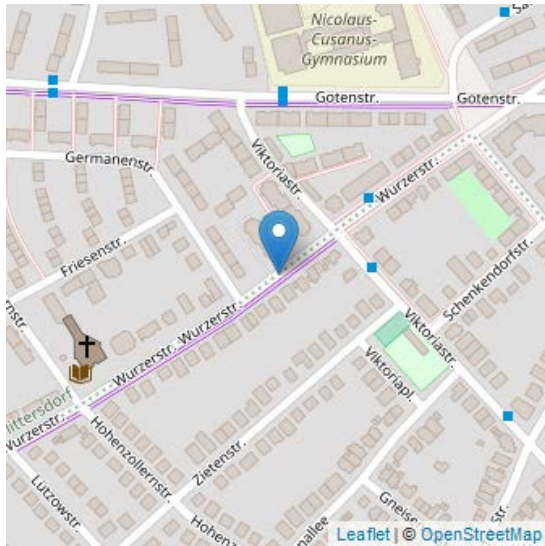 Nicolaus-
Cusanus-
Gymnasium
Gotenstr.
Gotenstr.
Viktoriastr.
Germanenstr.
Wurzerstr.
Friesenstr.
Schenkendorfstr.
Wurzerstr.
Wurzerstr.
Viktoriastr.
Viktoriapl.
Wurzerstr.
Hohenzollernstr.
Zietenstr.
Lützowstr.
Leaflet | © OpenStreetMap